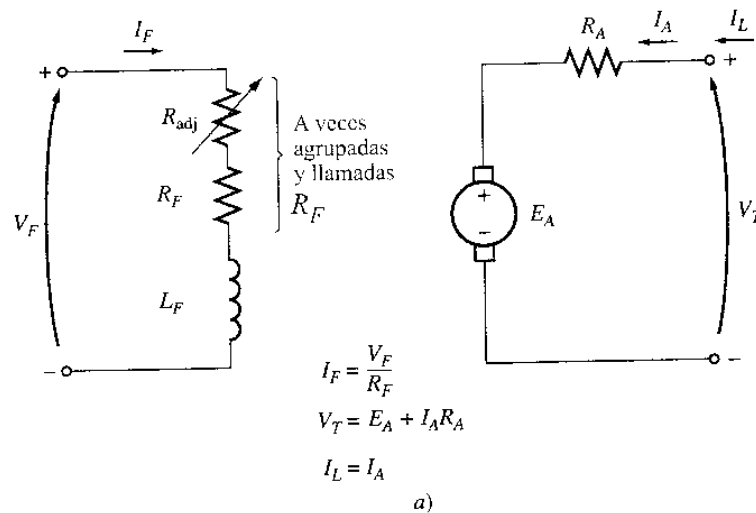 I_F
+
R_adj
R_F
V_F
L_F
−
A veces
agrupadas
y llamadas
R_F
R_A
I_A
I_L
+
+
−
E_A
V_T
−
I_F = V_F / R_F
V_T = E_A + I_A R_A
I_L = I_A
a)